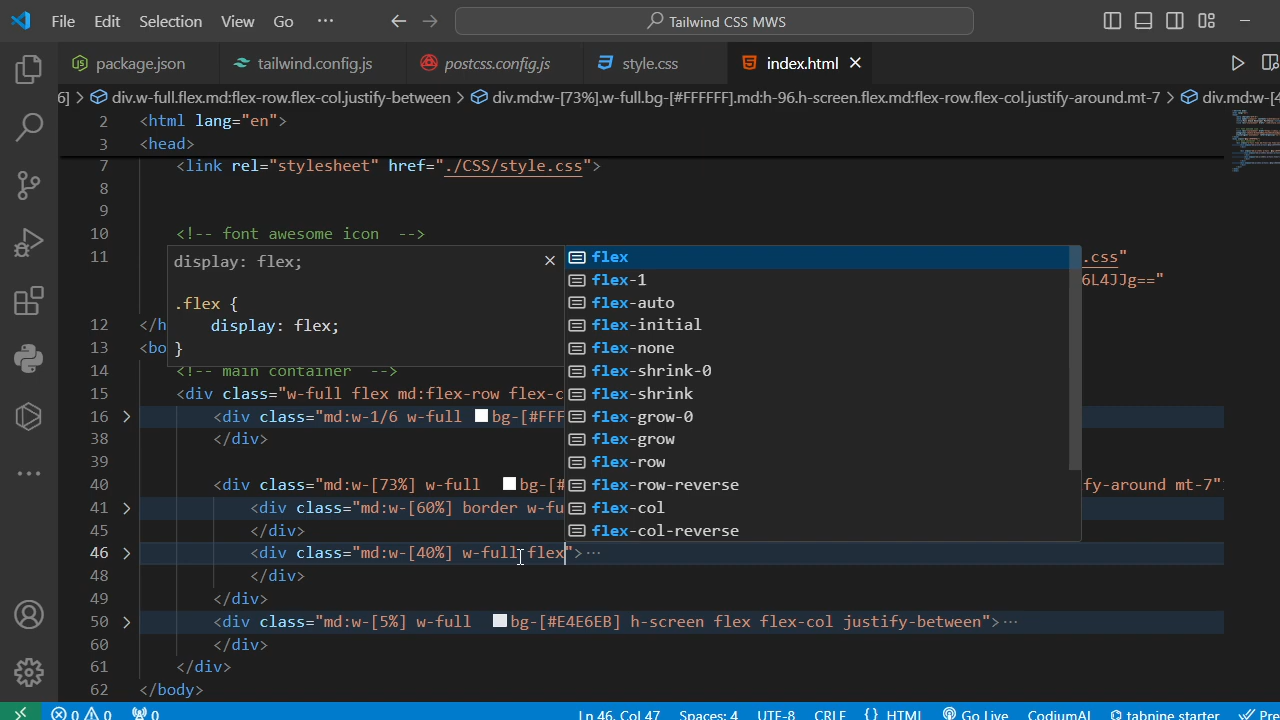 File Edit Selection View Go ··· Tailwind CSS MWS
package.json tailwind.config.js postcss.config.js style.css index.html
6] > div.w-full.flex.md:flex-row.flex-col.justify-between > div.md:w-[73%].w-full.bg-[#FFFFFF].md:h-96.h-screen.flex.md:flex-row.flex-col.justify-around.mt-7 > div.md:w-[4
2 <html lang="en">
3 <head>
7 <link rel="stylesheet" href="./CSS/style.css">
8
9
10 <!-- font awesome icon -->
11 .css"
6L4JJg=="
display: flex;
.flex {
display: flex;
}
flex
flex-1
flex-auto
flex-initial
flex-none
flex-shrink-0
flex-shrink
flex-grow-0
flex-grow
flex-row
flex-row-reverse
flex-col
flex-col-reverse
12 </h
13 <bo
14 <!-- main container -->
15 <div class="w-full flex md:flex-row flex-c
16 <div class="md:w-1/6 w-full bg-[#FFF
38 </div>
39
40 <div class="md:w-[73%] w-full bg-[# fy-around mt-7"
41 <div class="md:w-[60%] border w-fu
45 </div>
46 <div class="md:w-[40%] w-full flex">···
48 </div>
49 </div>
50 <div class="md:w-[5%] w-full bg-[#E4E6EB] h-screen flex flex-col justify-between">···
60 </div>
61 </div>
62 </body>
0 0 0 Ln 46, Col 47 Spaces: 4 UTF-8 CRLF {} HTML Go Live CodiumAI tabnine starter Pre